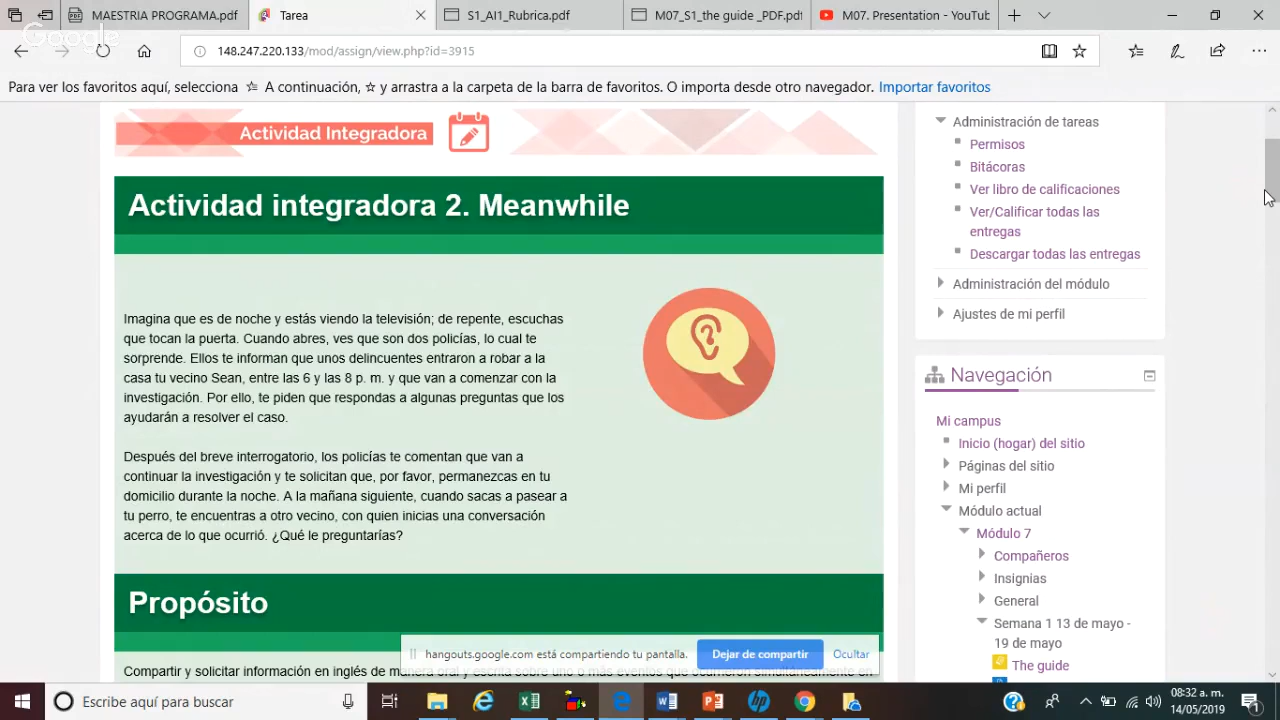 Tarea
S1_AI1_Rubri.pdf
M07_S1_the guide _PDF.pd
M07. Presentation - YouTut
Google
148.247.220.133/mod/assign/view.php?id=3915
Para ver los favoritos aquí, selecciona A continuación, y arrastra a la carpeta de la barra de favoritos. O importa desde otro navegador. Importar favoritos
Actividad Integradora
Actividad integradora 2. Meanwhile
Imagina que es de noche y estás viendo la televisión; de repente, escuchas
que tocan la puerta. Cuando abres, ves que son dos policías, lo cual te
sorprende. Ellos te informan que unos delincuentes entraron a robar a la
casa tu vecino Sean, entre las 6 y las 8 p. m. y que van a comenzar con la
investigación. Por ello, te piden que respondas a algunas preguntas que los
ayudarán a resolver el caso.
Después del breve interrogatorio, los policías te comentan que van a
continuar la investigación y te solicitan que, por favor, permanezcas en tu
domicilio durante la noche. A la mañana siguiente, cuando sacas a pasear a
tu perro, te encuentras a otro vecino, con quien inicias una conversación
acerca de lo que ocurrió. ¿Qué le preguntarías?
Propósito
Compartir y solicitar información en inglés de manera oral y escrita sobre uno o más eventos que ocurrieron simultáneamente en
hangouts.google.com está compartiendo tu pantalla.
Dejar de compartir
Ocultar
Administración de tareas
Permisos
Bitácoras
Ver libro de calificaciones
Ver/Calificar todas las
entregas
Descargar todas las entregas
Administración del módulo
Ajustes de mi perfil
Navegación
Mi campus
Inicio (hogar) del sitio
Páginas del sitio
Mi perfil
Módulo actual
Módulo 7
Compañeros
Insignias
General
Semana 1 13 de mayo -
19 de mayo
The guide
Escribe aquí para buscar
08:32 a. m.
14/05/2019
1